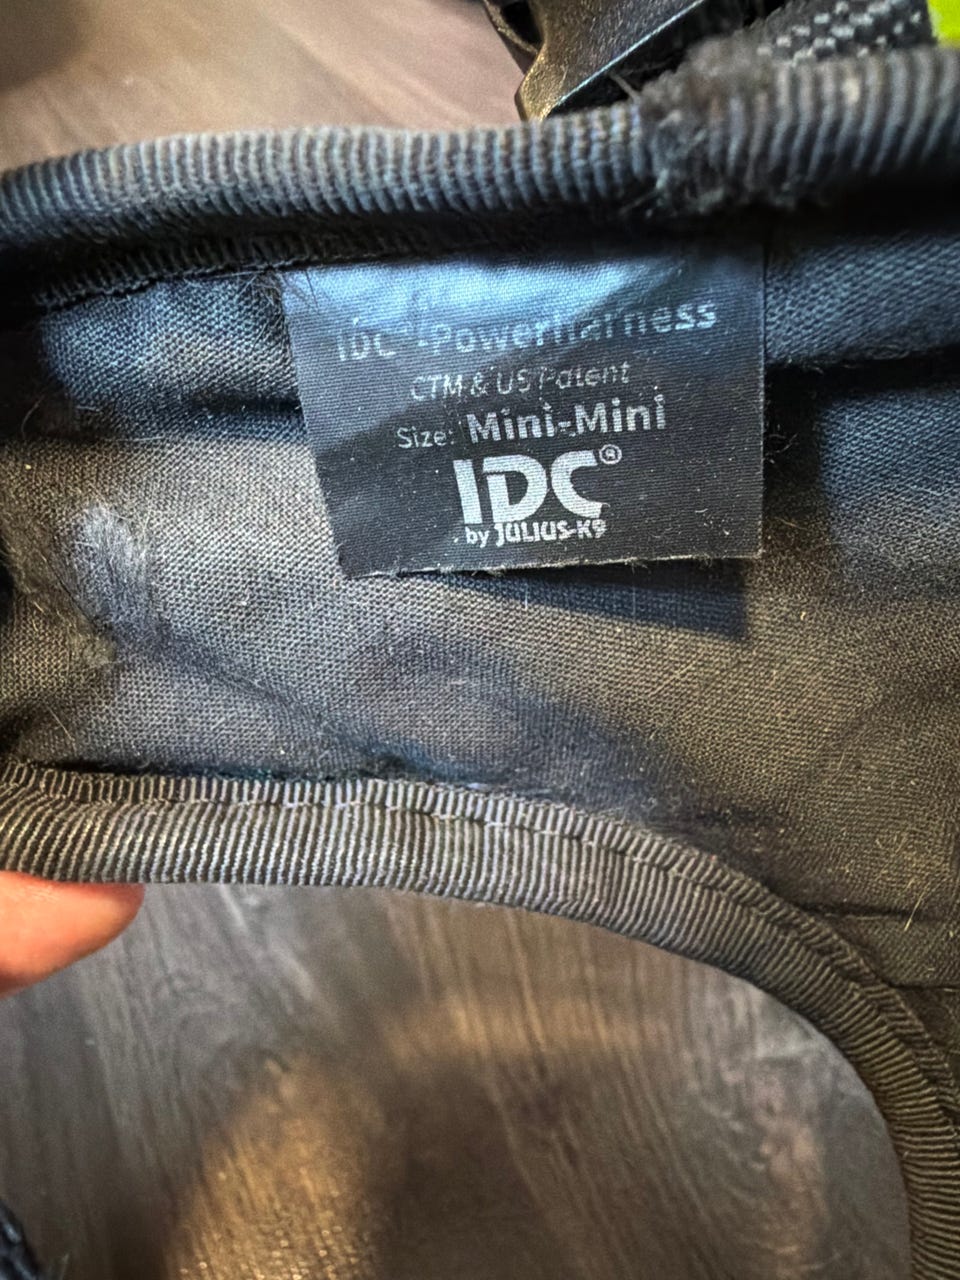 IDC®-Powerharness
CTM & US Patent
Size: Mini-Mini
IDC®
by JULIUS-K9